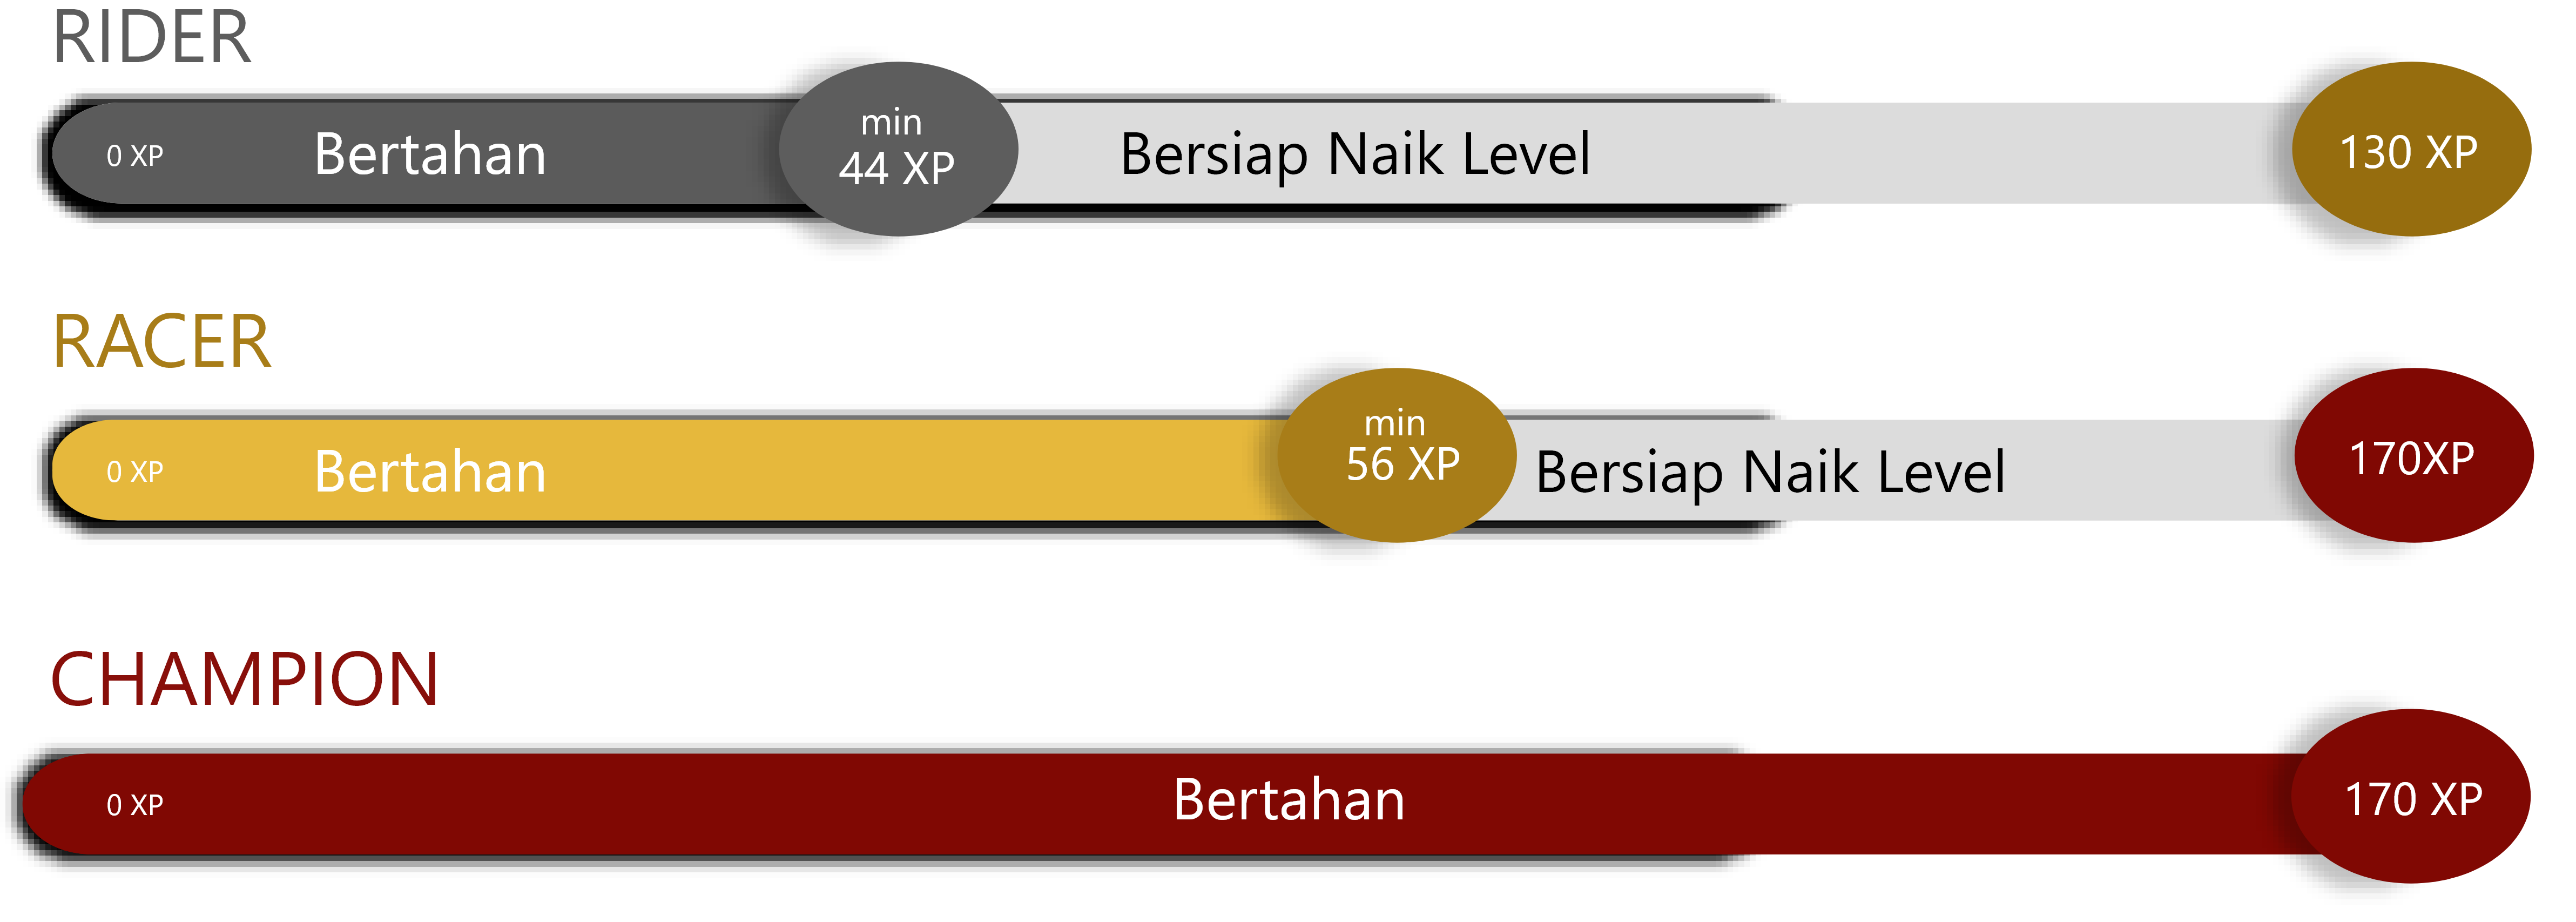 RIDER
0 XP
Bertahan
min
44 XP
Bersiap Naik Level
130 XP
RACER
0 XP
Bertahan
min
56 XP
Bersiap Naik Level
170XP
CHAMPION
0 XP
Bertahan
170 XP